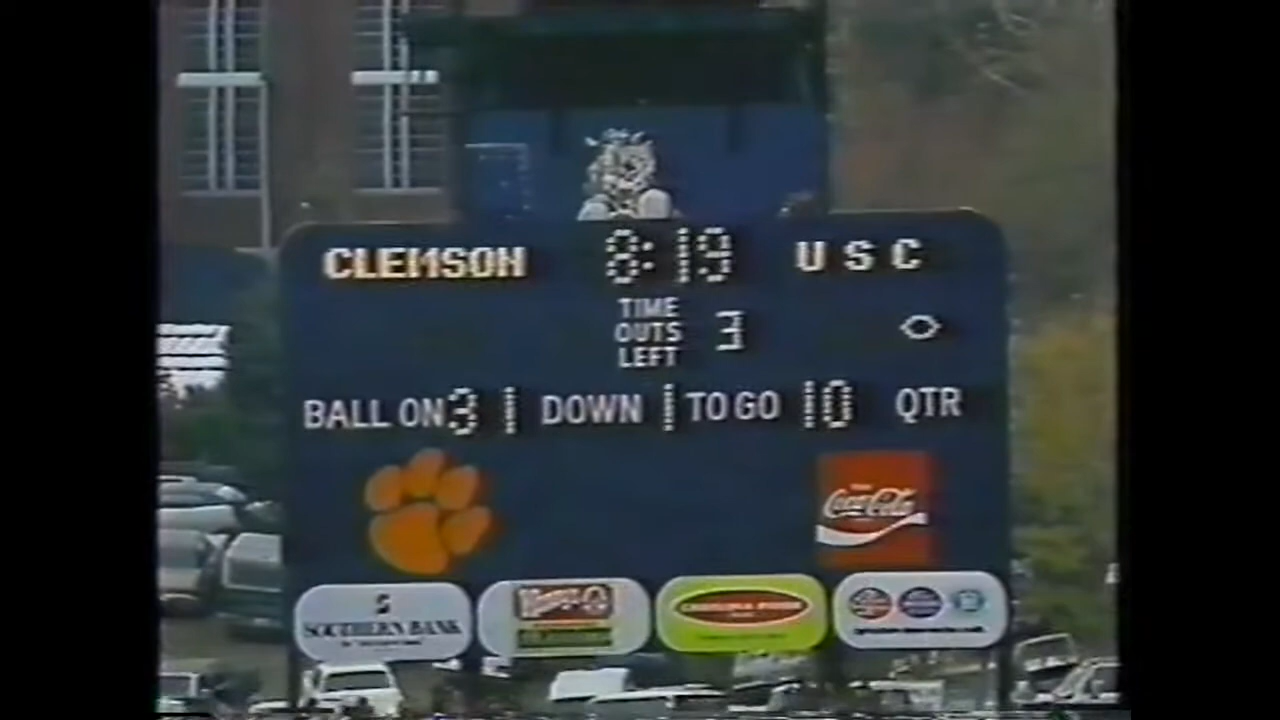 CLEMSON 8:19 USC
TIME
OUTS 3
LEFT
BALL ON 31 DOWN 1 TO GO 10 QTR
Coca-Cola
SOUTHERN BANK